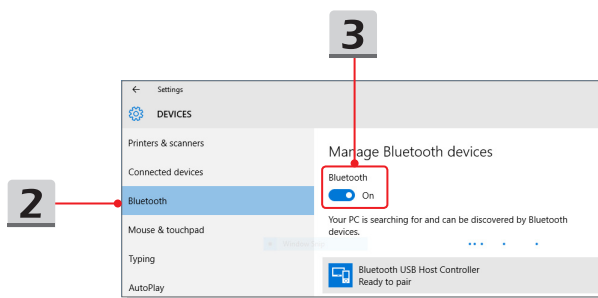 3
← Settings
DEVICES
Printers & scanners
Connected devices
2
Bluetooth
Mouse & touchpad
Typing
AutoPlay
Manage Bluetooth devices
Bluetooth
On
Your PC is searching for and can be discovered by Bluetooth
devices.
Bluetooth USB Host Controller
Ready to pair